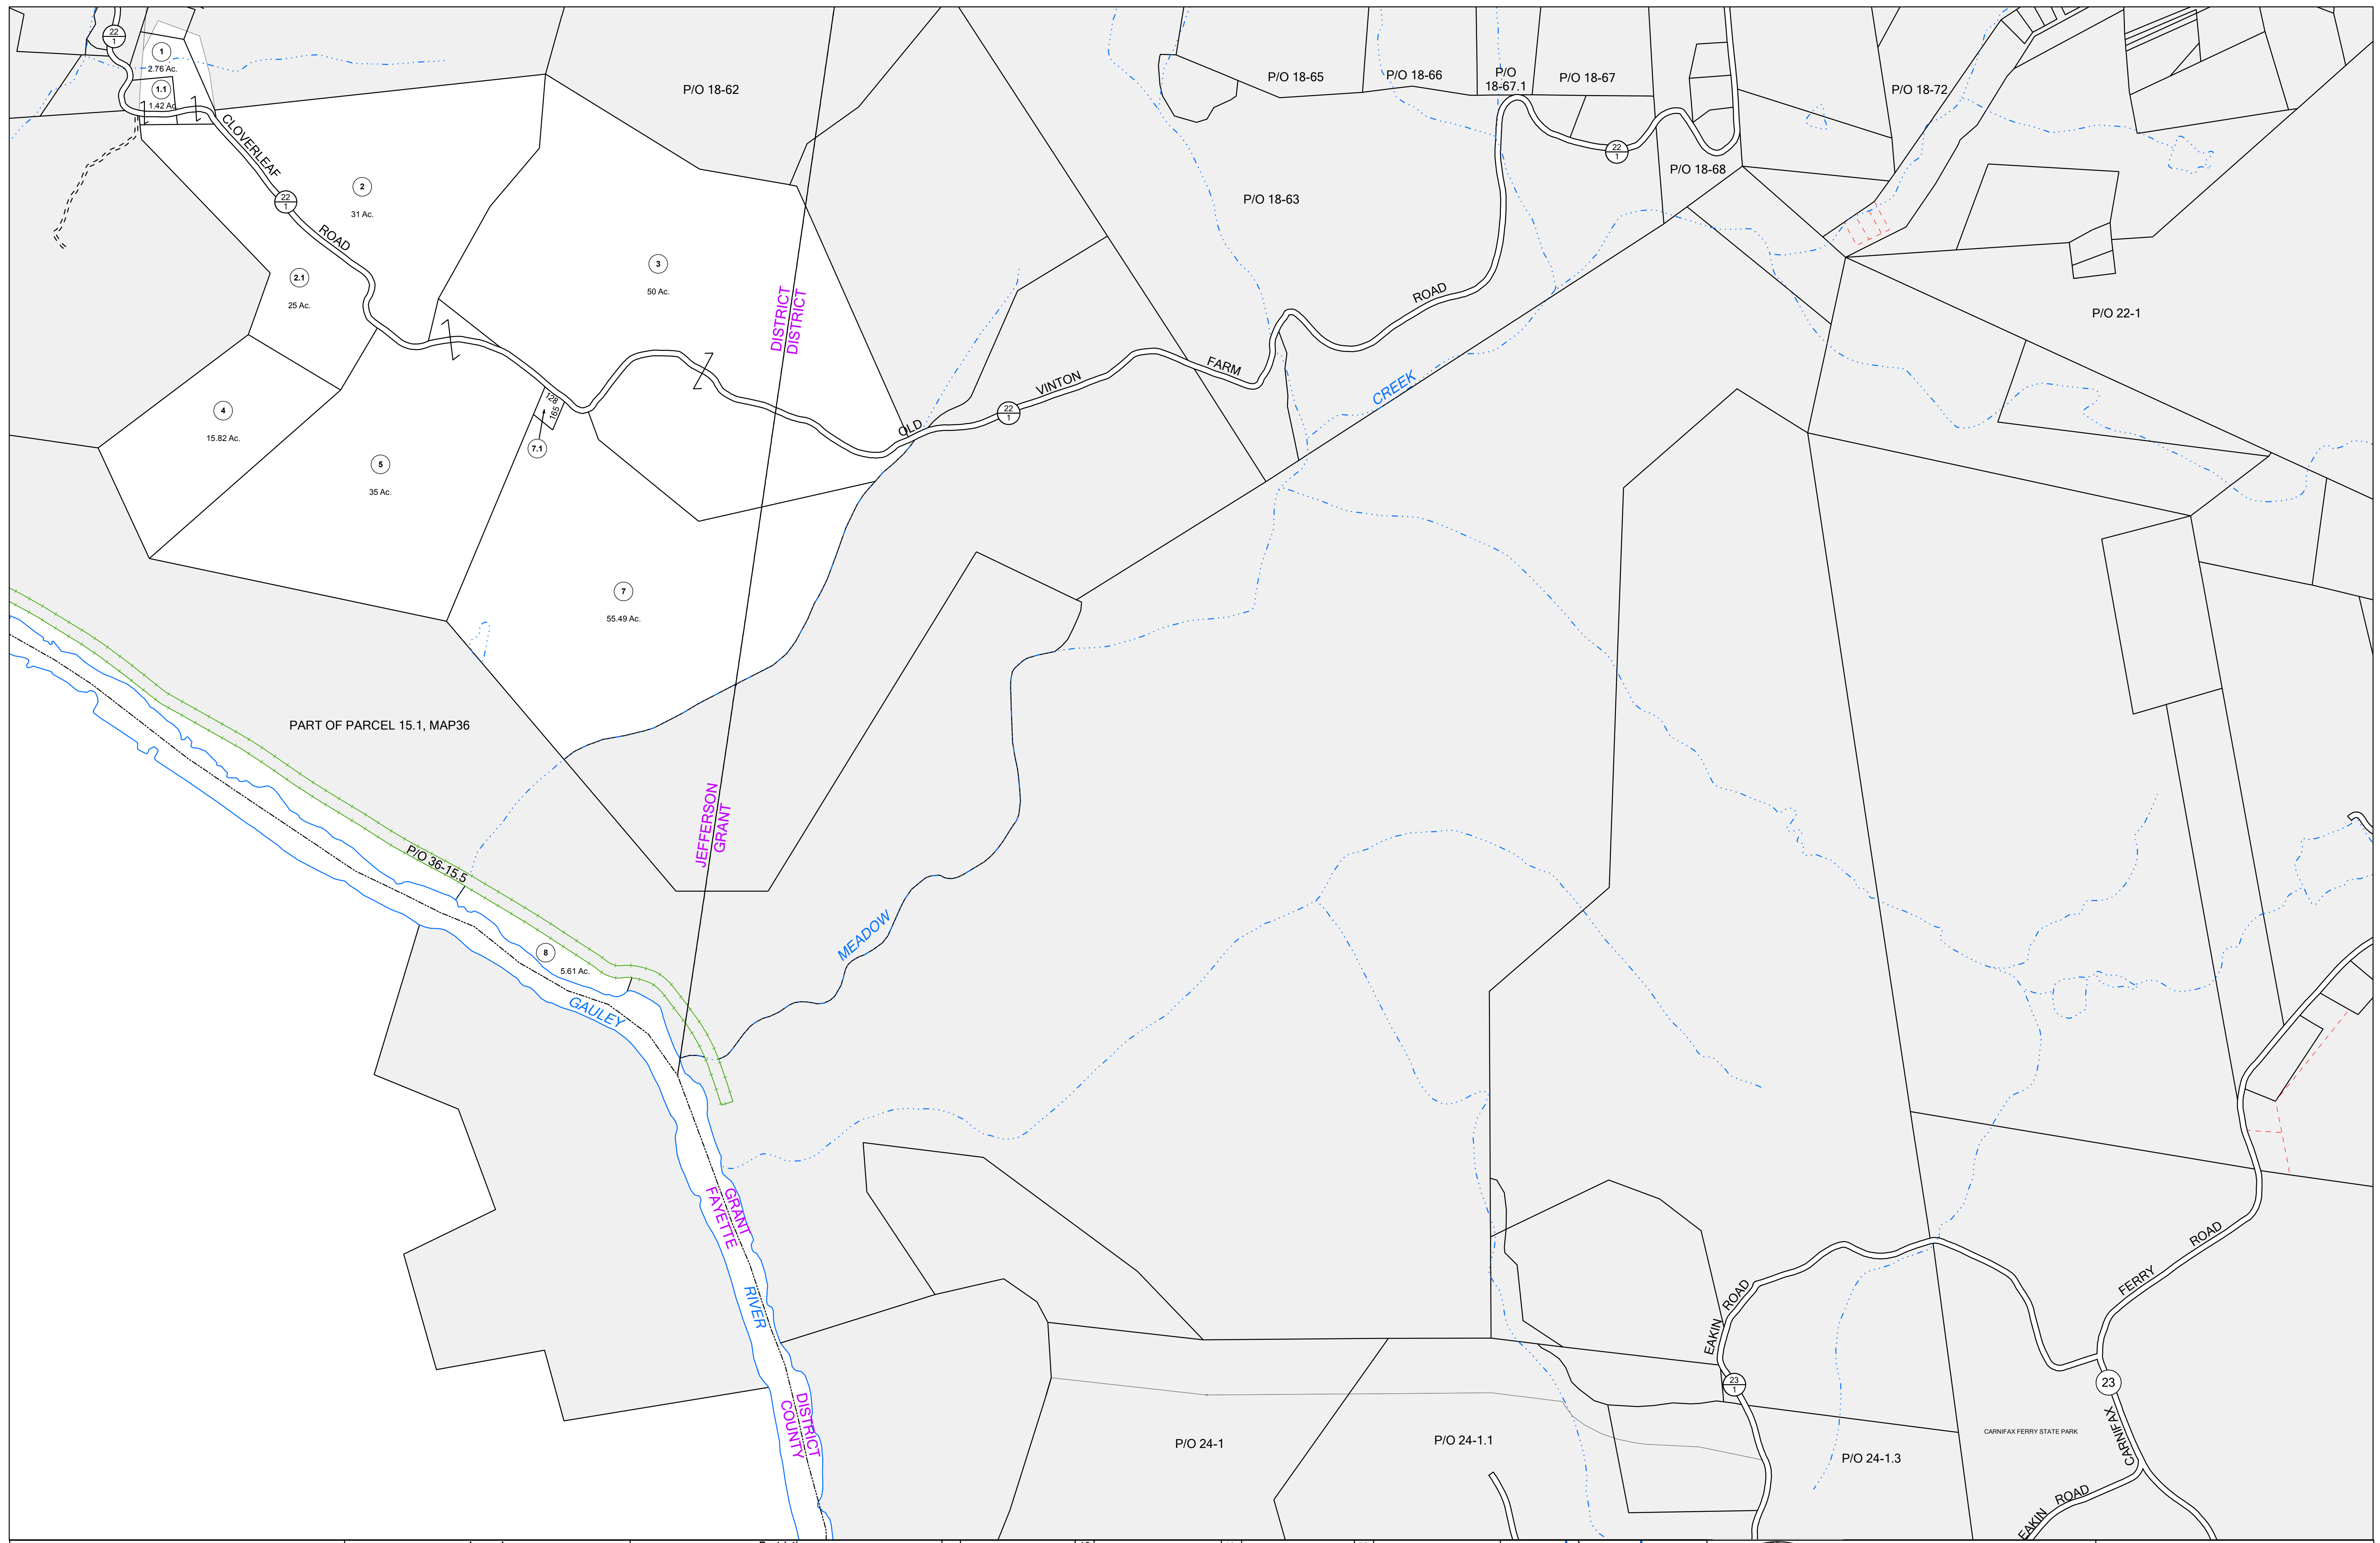 22
1
1
2.76 Ac.
1.1
1.42 Ac
CLOVERLEAF
22
1
ROAD
2
31 Ac.
2.1
25 Ac.
3
50 Ac.
4
15.82 Ac.
5
35 Ac.
128
165
7.1
7
55.49 Ac.
P/O 18-62
DISTRICT
DISTRICT
P/O 18-65
P/O 18-66
P/O
18-67.1
P/O 18-67
P/O 18-72
22
1
P/O 18-68
P/O 18-63
P/O 22-1
OLD
22
1
VINTON
FARM
ROAD
CREEK
PART OF PARCEL 15.1, MAP36
JEFFERSON
GRANT
P/O 36-15.5
8
5.61 Ac.
GAULEY
MEADOW
GRANT
FAYETTE
RIVER
DISTRICT
COUNTY
P/O 24-1
P/O 24-1.1
P/O 24-1.3
EAKIN
ROAD
23
1
FERRY
ROAD
23
CARNIFAX
CARNIFAX FERRY STATE PARK
EAKIN
ROAD